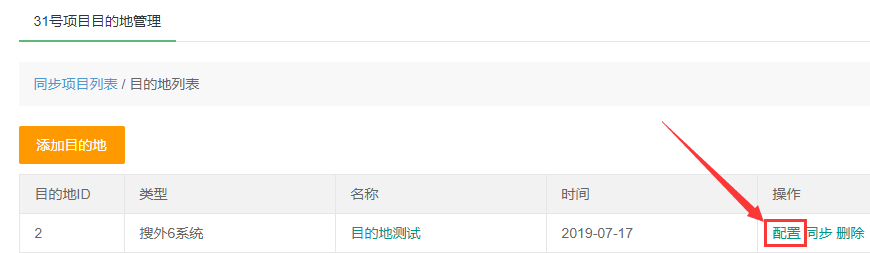 31号项目目的地管理
同步项目列表 / 目的地列表
添加目的地
目的地ID 类型 名称 时间 操作
2 搜外6系统 目的地测试 2019-07-17 配置 同步 删除